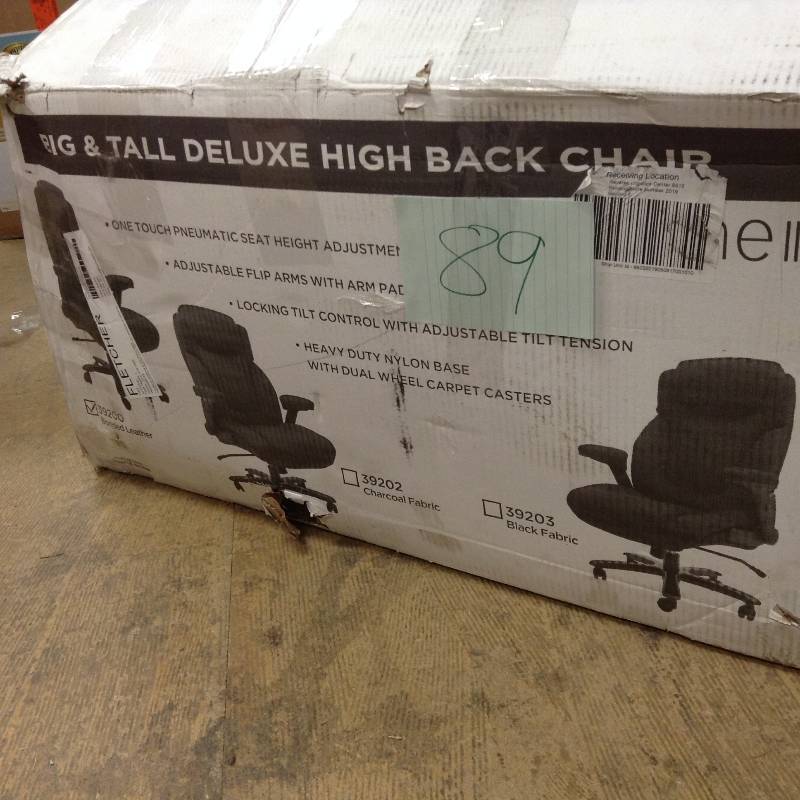 BIG & TALL DELUXE HIGH BACK CHAIR
Receiving Location
89
• ONE TOUCH PNEUMATIC SEAT HEIGHT ADJUSTMEN
• ADJUSTABLE FLIP ARMS WITH ARM PAD
• LOCKING TILT CONTROL WITH ADJUSTABLE TILT TENSION
• HEAVY DUTY NYLON BASE
WITH DUAL WHEEL CARPET CASTERS
FLETCHER
39200
Bonded Leather
39202
Charcoal Fabric
39203
Black Fabric